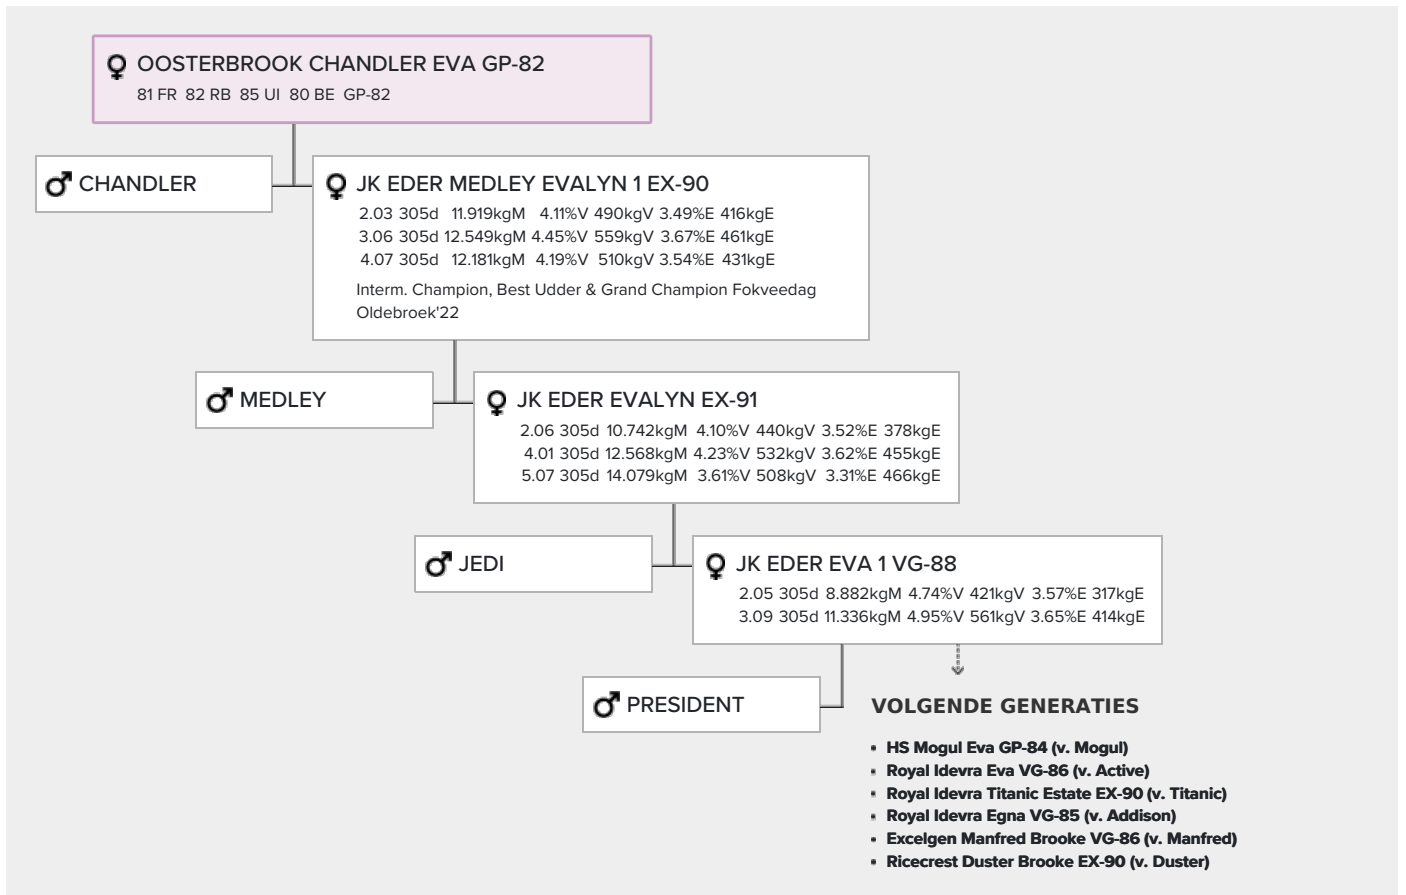 OOSTERBROOK CHANDLER EVA GP-82
81 FR 82 RB 85 UI 80 BE GP-82
CHANDLER
JK EDER MEDLEY EVALYN 1 EX-90
2.03 305d 11.919kgM 4.11%V 490kgV 3.49%E 416kgE
3.06 305d 12.549kgM 4.45%V 559kgV 3.67%E 461kgE
4.07 305d 12.181kgM 4.19%V 510kgV 3.54%E 431kgE
Interm. Champion, Best Udder & Grand Champion Fokveedag
Oldebroek'22
MEDLEY
JK EDER EVALYN EX-91
2.06 305d 10.742kgM 4.10%V 440kgV 3.52%E 378kgE
4.01 305d 12.568kgM 4.23%V 532kgV 3.62%E 455kgE
5.07 305d 14.079kgM 3.61%V 508kgV 3.31%E 466kgE
JEDI
JK EDER EVA 1 VG-88
2.05 305d 8.882kgM 4.74%V 421kgV 3.57%E 317kgE
3.09 305d 11.336kgM 4.95%V 561kgV 3.65%E 414kgE
PRESIDENT
VOLGENDE GENERATIES
HS Mogul Eva GP-84 (v. Mogul)
Royal Idevra Eva VG-86 (v. Active)
Royal Idevra Titanic Estate EX-90 (v. Titanic)
Royal Idevra Egna VG-85 (v. Addison)
Excelgen Manfred Brooke VG-86 (v. Manfred)
Ricecrest Duster Brooke EX-90 (v. Duster)